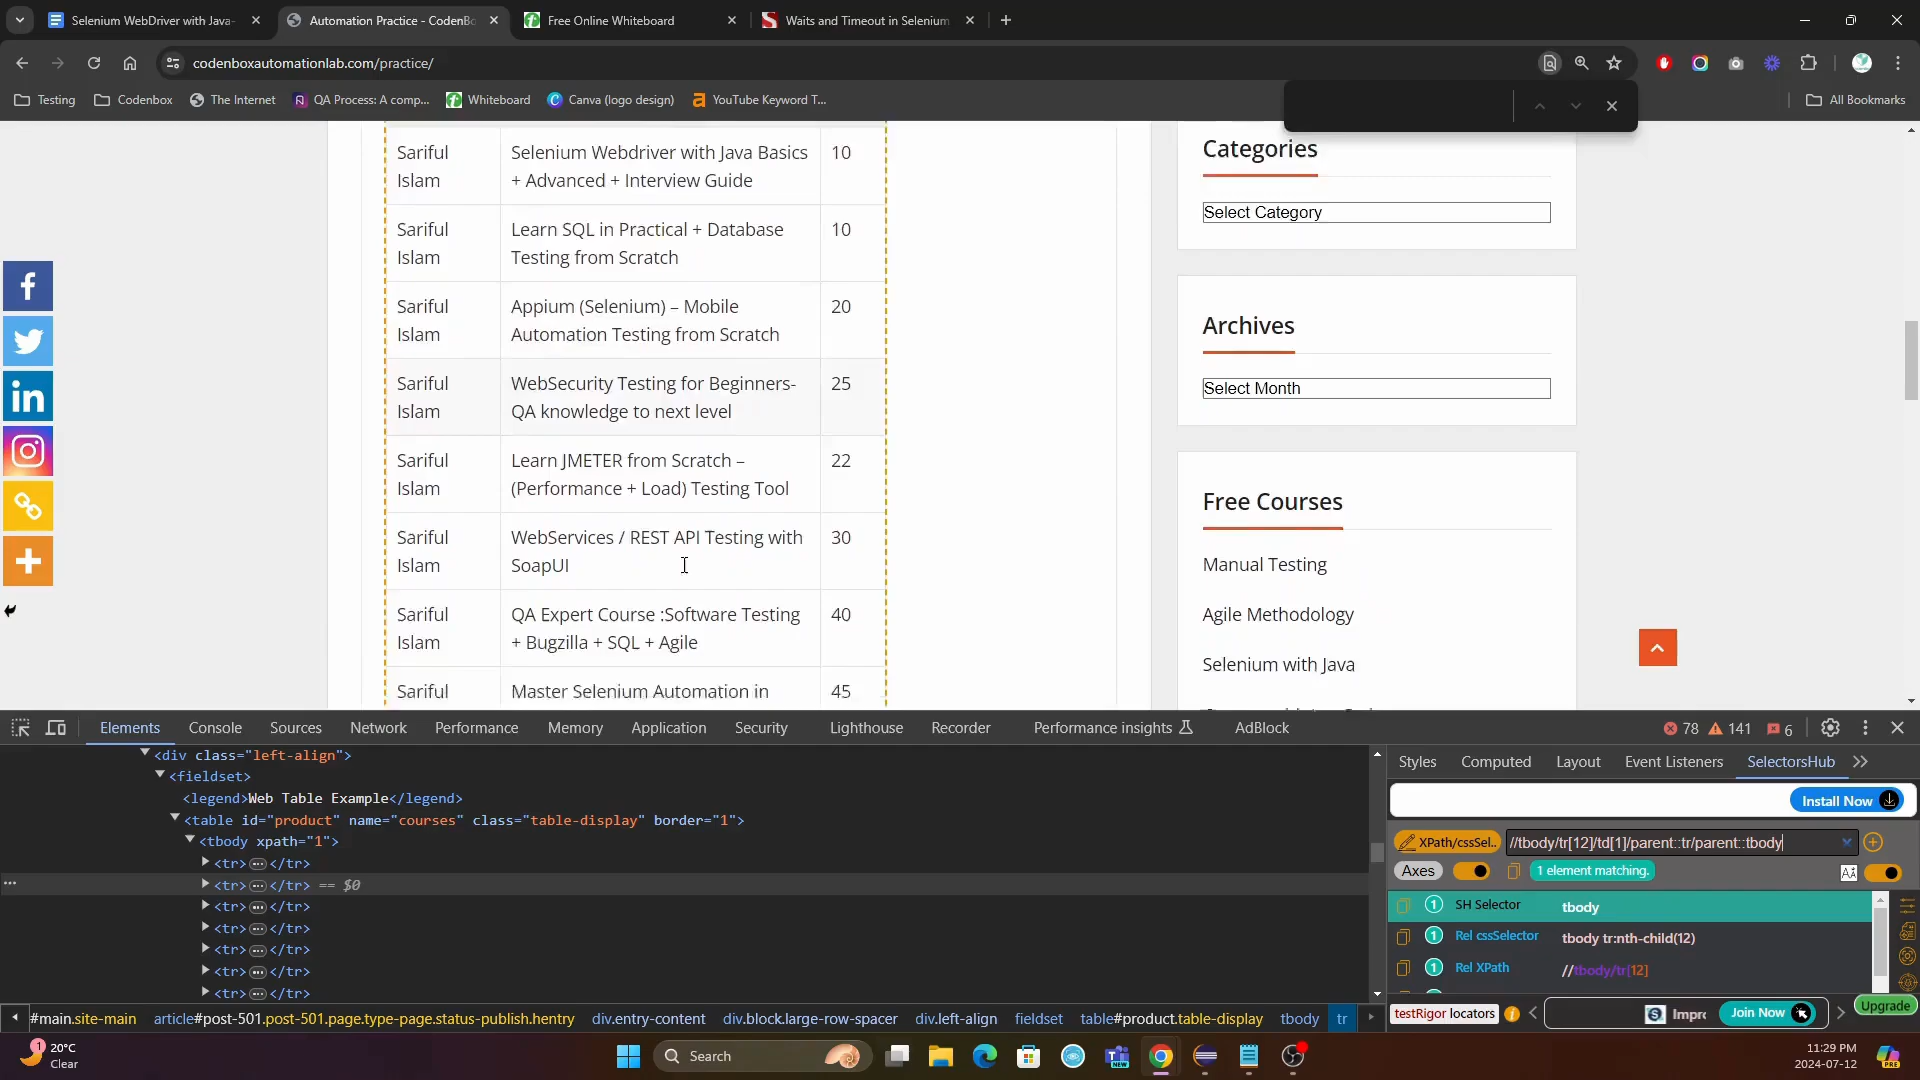 Selenium WebDriver with Java-
Automation Practice - CodenBo
Free Online Whiteboard
Waits and Timeout in Selenium
codenboxautomationlab.com/practice/
Testing
Codenbox
The Internet
QA Process: A comp...
Whiteboard
Canva (logo design)
YouTube Keyword T...
All Bookmarks
Sariful Islam
Selenium Webdriver with Java Basics
+ Advanced + Interview Guide
10
Sariful Islam
Learn SQL in Practical + Database
Testing from Scratch
10
Sariful Islam
Appium (Selenium) – Mobile
Automation Testing from Scratch
20
Sariful Islam
WebSecurity Testing for Beginners-
QA knowledge to next level
25
Sariful Islam
Learn JMETER from Scratch –
(Performance + Load) Testing Tool
22
Sariful Islam
WebServices / REST API Testing with
SoapUI
30
Sariful Islam
QA Expert Course :Software Testing
+ Bugzilla + SQL + Agile
40
Sariful
Master Selenium Automation in
45
Categories
Select Category
Archives
Select Month
Free Courses
Manual Testing
Agile Methodology
Selenium with Java
Elements
Console
Sources
Network
Performance
Memory
Application
Security
Lighthouse
Recorder
Performance insights
AdBlock
78
141
6
<div class="left-align">
<fieldset>
<legend>Web Table Example</legend>
<table id="product" name="courses" class="table-display" border="1">
<tbody xpath="1">
<tr>…</tr>
<tr>…</tr> == $0
<tr>…</tr>
<tr>…</tr>
<tr>…</tr>
<tr>…</tr>
<tr>…</tr>
#main.site-main
article#post-501.post-501.page.type-page.status-publish.hentry
div.entry-content
div.block.large-row-spacer
div.left-align
fieldset
table#product.table-display
tbody
tr
Styles
Computed
Layout
Event Listeners
SelectorsHub
Install Now
XPath/cssSel..
//tbody/tr[12]/td[1]/parent::tr/parent::tbody
Axes
1 element matching.
1 SH Selector tbody
1 Rel cssSelector tbody tr:nth-child(12)
1 Rel XPath //tbody/tr[12]
testRigor locators
Impro
Join Now
Upgrade
1
20°C
Clear
Search
NEW
11:29 PM
2024-07-12
PRE